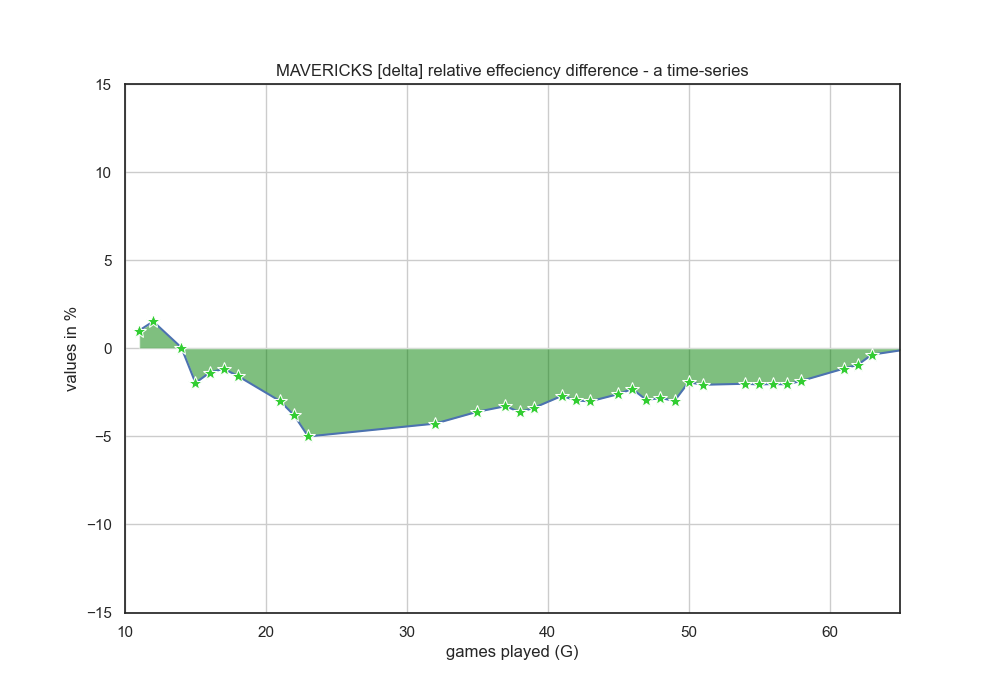 MAVERICKS [delta] relative effeciency difference - a time-series
15
10
5
0
−5
−10
−15
values in %
10 20 30 40 50 60
games played (G)